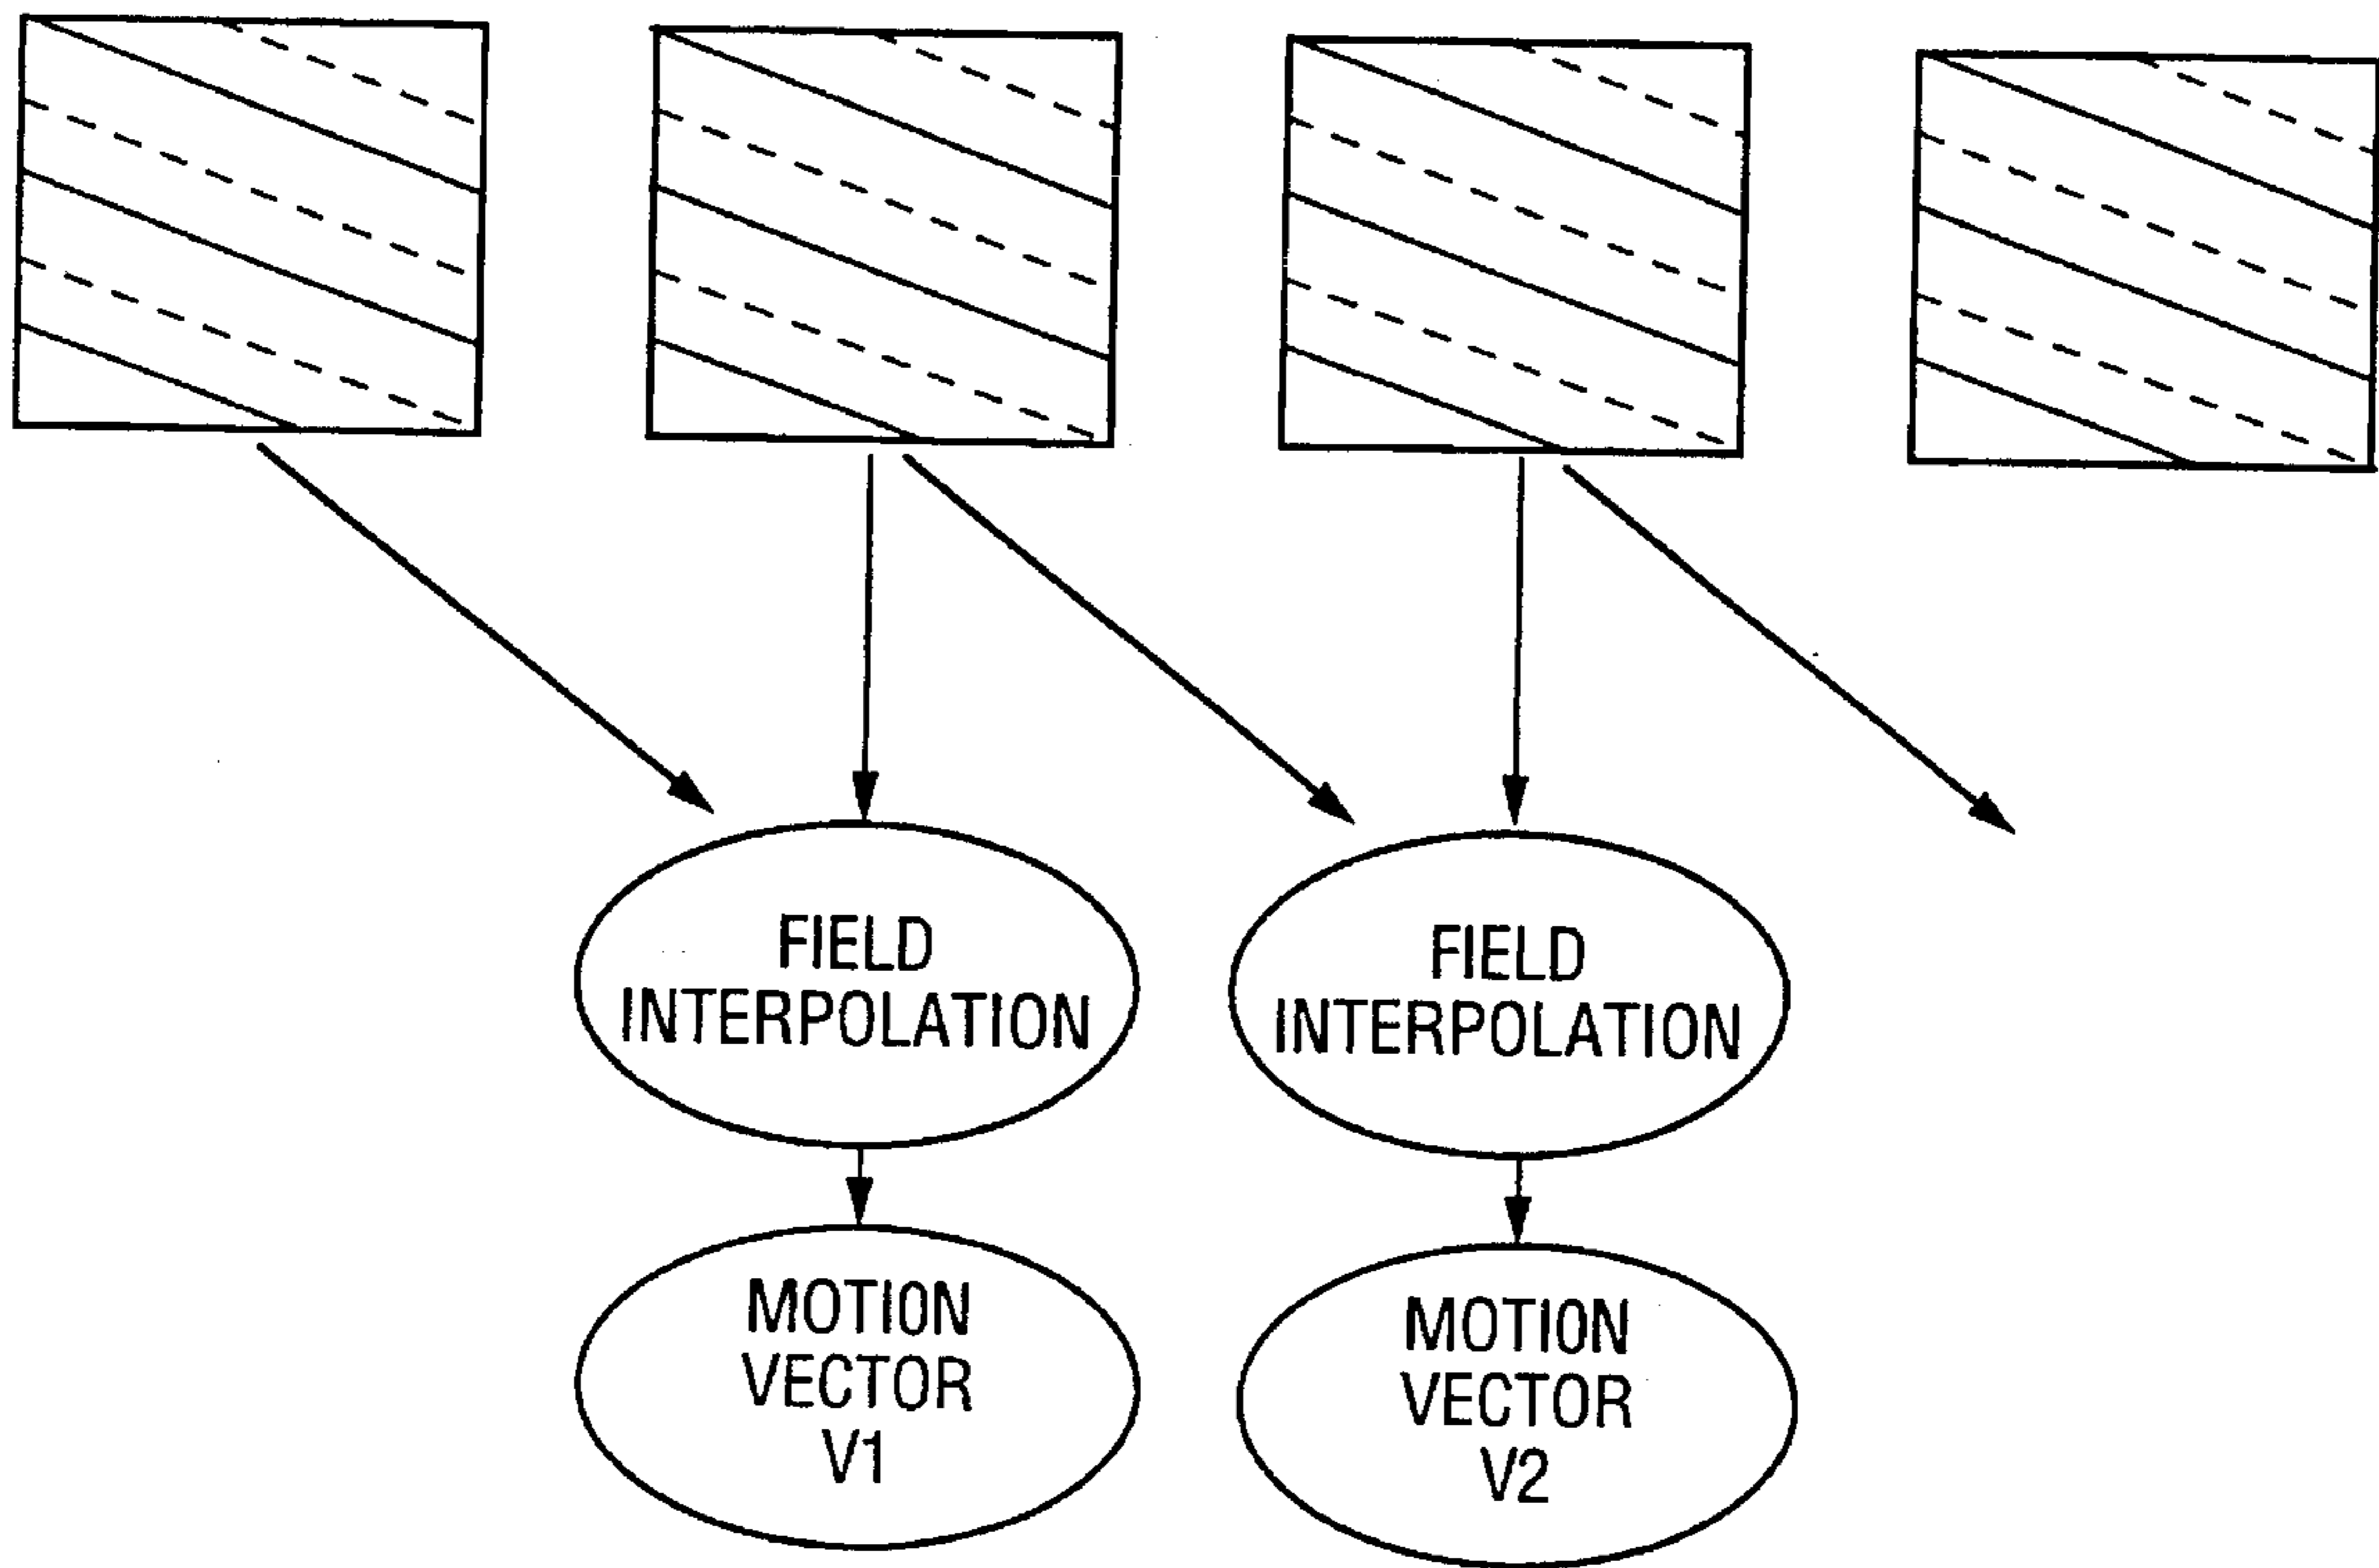 FIELD
INTERPOLATION
FIELD
INTERPOLATION
MOTION
VECTOR
V1
MOTION
VECTOR
V2